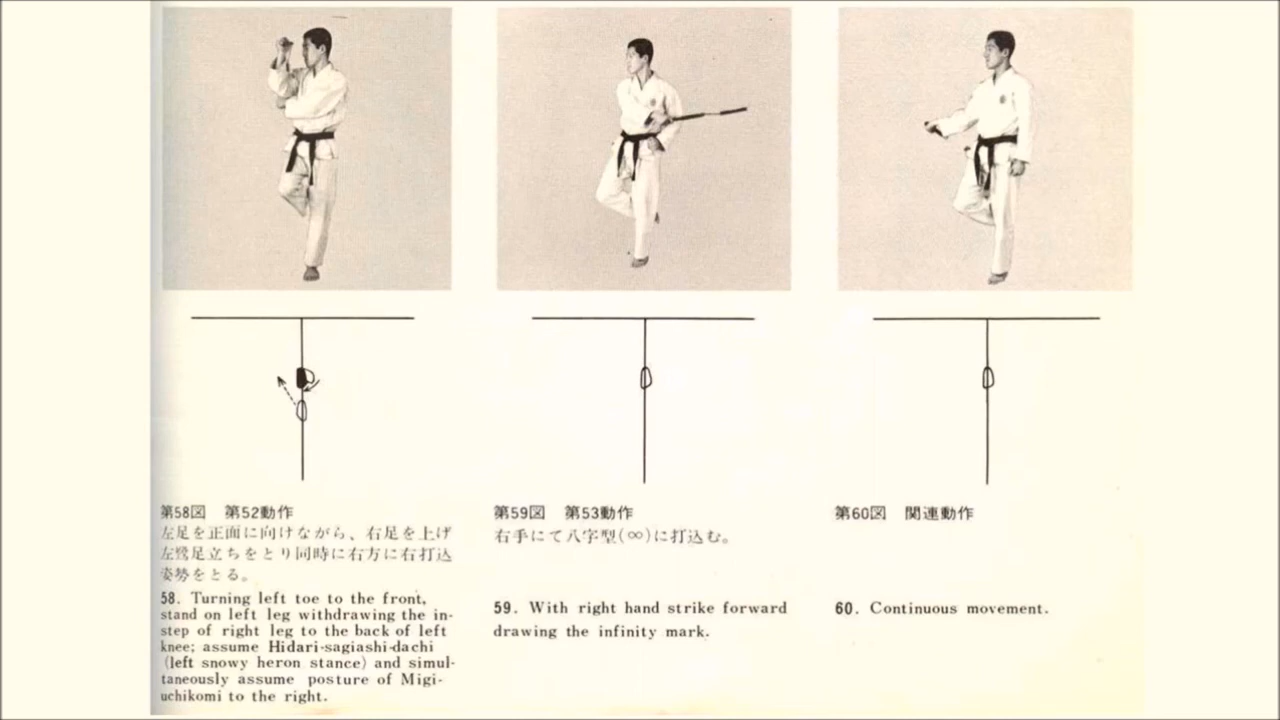 第58図　第52動作
左足を正面に向けながら、右足を上げ
左鷺足立ちをとり同時に右方に右打込
姿勢をとる。
58. Turning left toe to the front,
stand on left leg withdrawing the in-
step of right leg to the back of left
knee; assume Hidari-sagiashi-dachi
(left snowy heron stance) and simul-
taneously assume posture of Migi-
uchikomi to the right.
第59図　第53動作
右手にて八字型(∞)に打込む。
59. With right hand strike forward
drawing the infinity mark.
第60図　関連動作
60. Continuous movement.